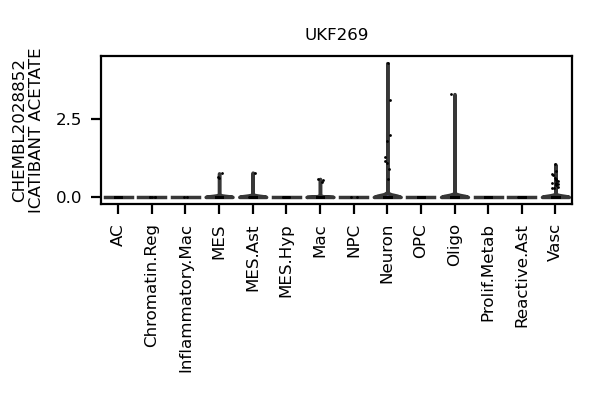 UKF269
CHEMBL2028852
ICATIBANT ACETATE
2.5
0.0
AC
Chromatin.Reg
Inflammatory.Mac
MES
MES.Ast
MES.Hyp
Mac
NPC
Neuron
OPC
Oligo
Prolif.Metab
Reactive.Ast
Vasc